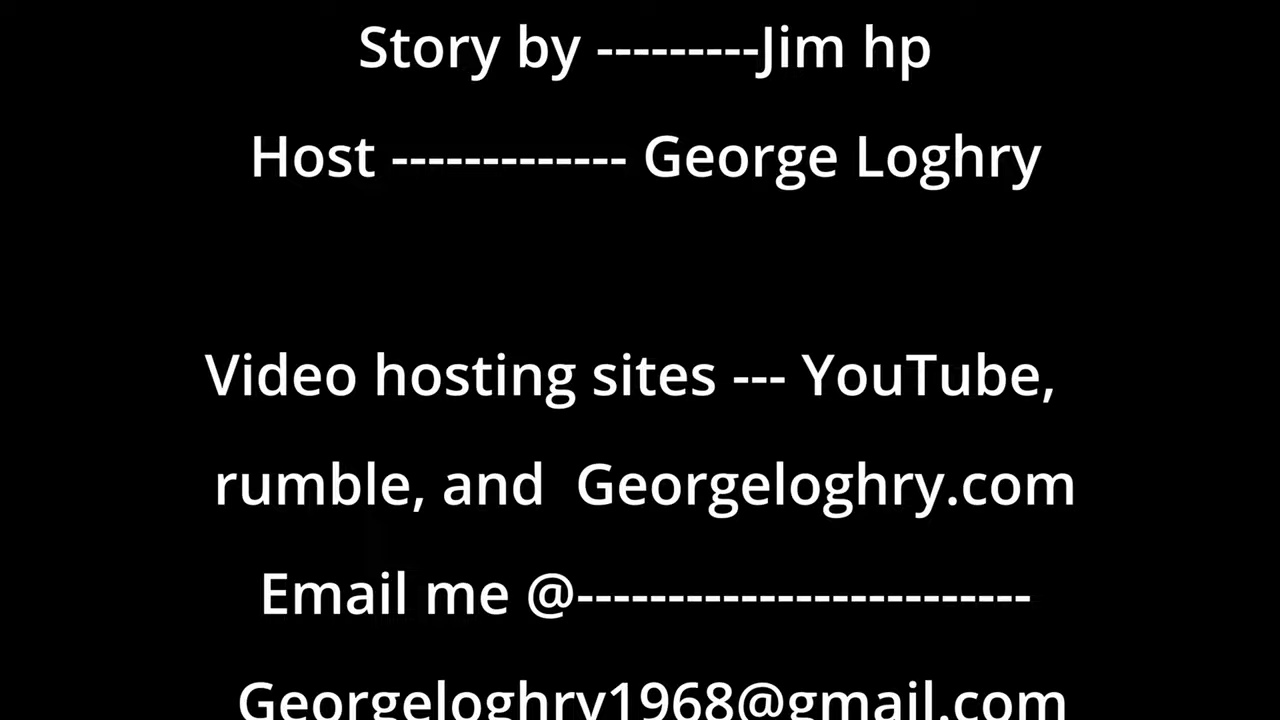 Story by ---------Jim hp
Host ------------- George Loghry
Video hosting sites --- YouTube,
rumble, and  Georgeloghry.com
Email me @-------------------------
Georgeloghry1968@gmail.com